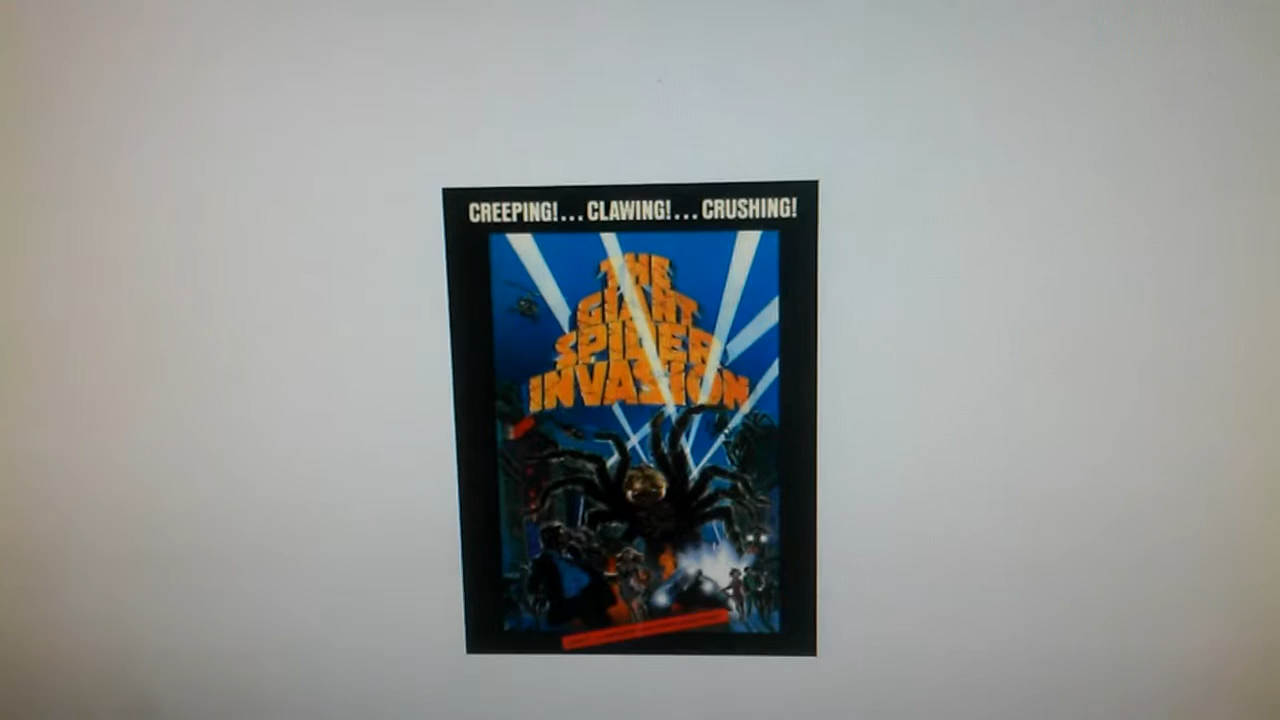 CREEPING!... CLAWING!... CRUSHING!
THE
GIANT
SPIDER
INVASION